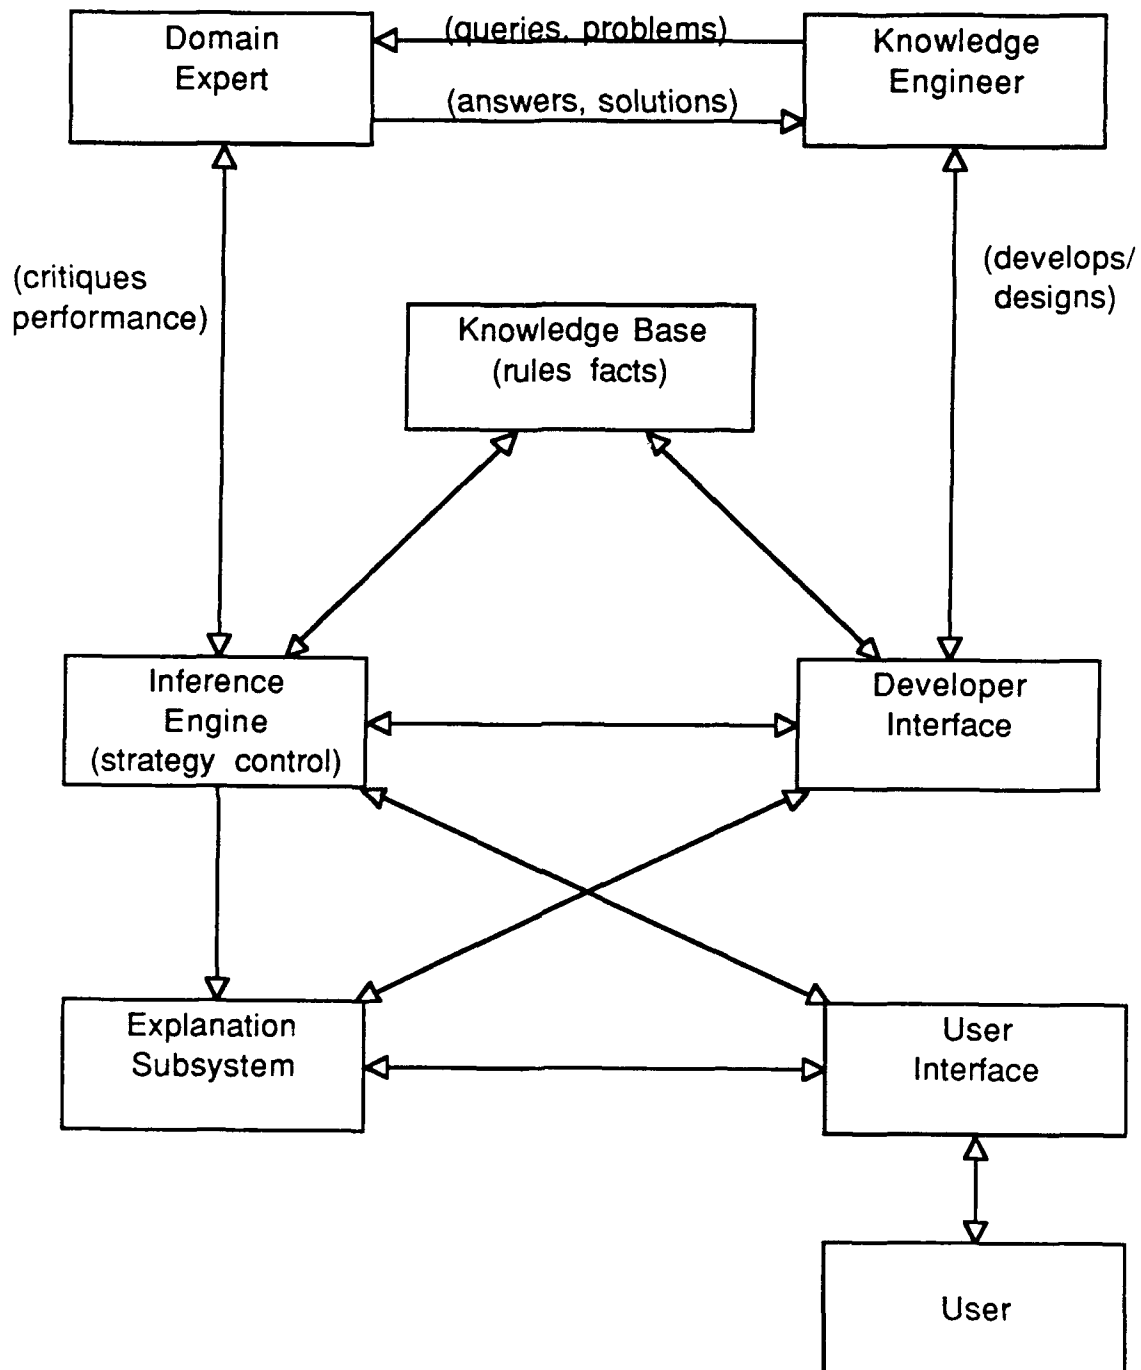 Domain
Expert
(queries, problems)
(answers, solutions)
Knowledge
Engineer
(critiques
performance)
(develops/
designs)
Knowledge Base
(rules facts)
Inference
Engine
(strategy control)
Developer
Interface
Explanation
Subsystem
User
Interface
User